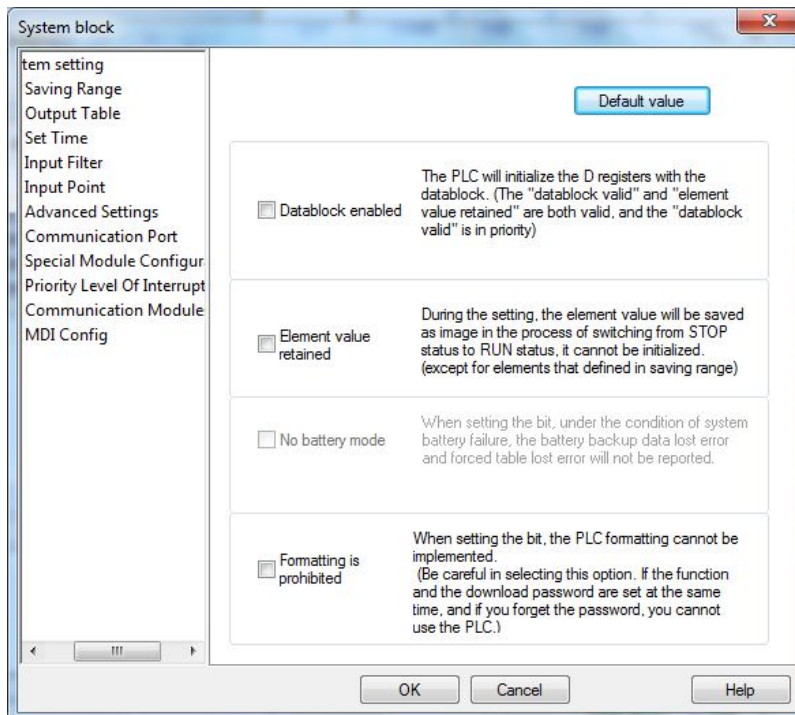 System block
tem setting
Saving Range
Output Table
Set Time
Input Filter
Input Point
Advanced Settings
Communication Port
Special Module Configur
Priority Level Of Interrupt
Communication Module
MDI Config
Default value
Datablock enabled
The PLC will initialize the D registers with the
datablock. (The "datablock valid" and "element
value retained" are both valid, and the "datablock
valid" is in priority)
Element value
retained
During the setting, the element value will be saved
as image in the process of switching from STOP
status to RUN status, it cannot be initialized.
(except for elements that defined in saving range)
No battery mode
When setting the bit, under the condition of system
battery failure, the battery backup data lost error
and forced table lost error will not be reported.
Formatting is
prohibited
When setting the bit, the PLC formatting cannot be
implemented.
(Be careful in selecting this option. If the function
and the download password are set at the same
time, and if you forget the password, you cannot
use the PLC.)
OK
Cancel
Help